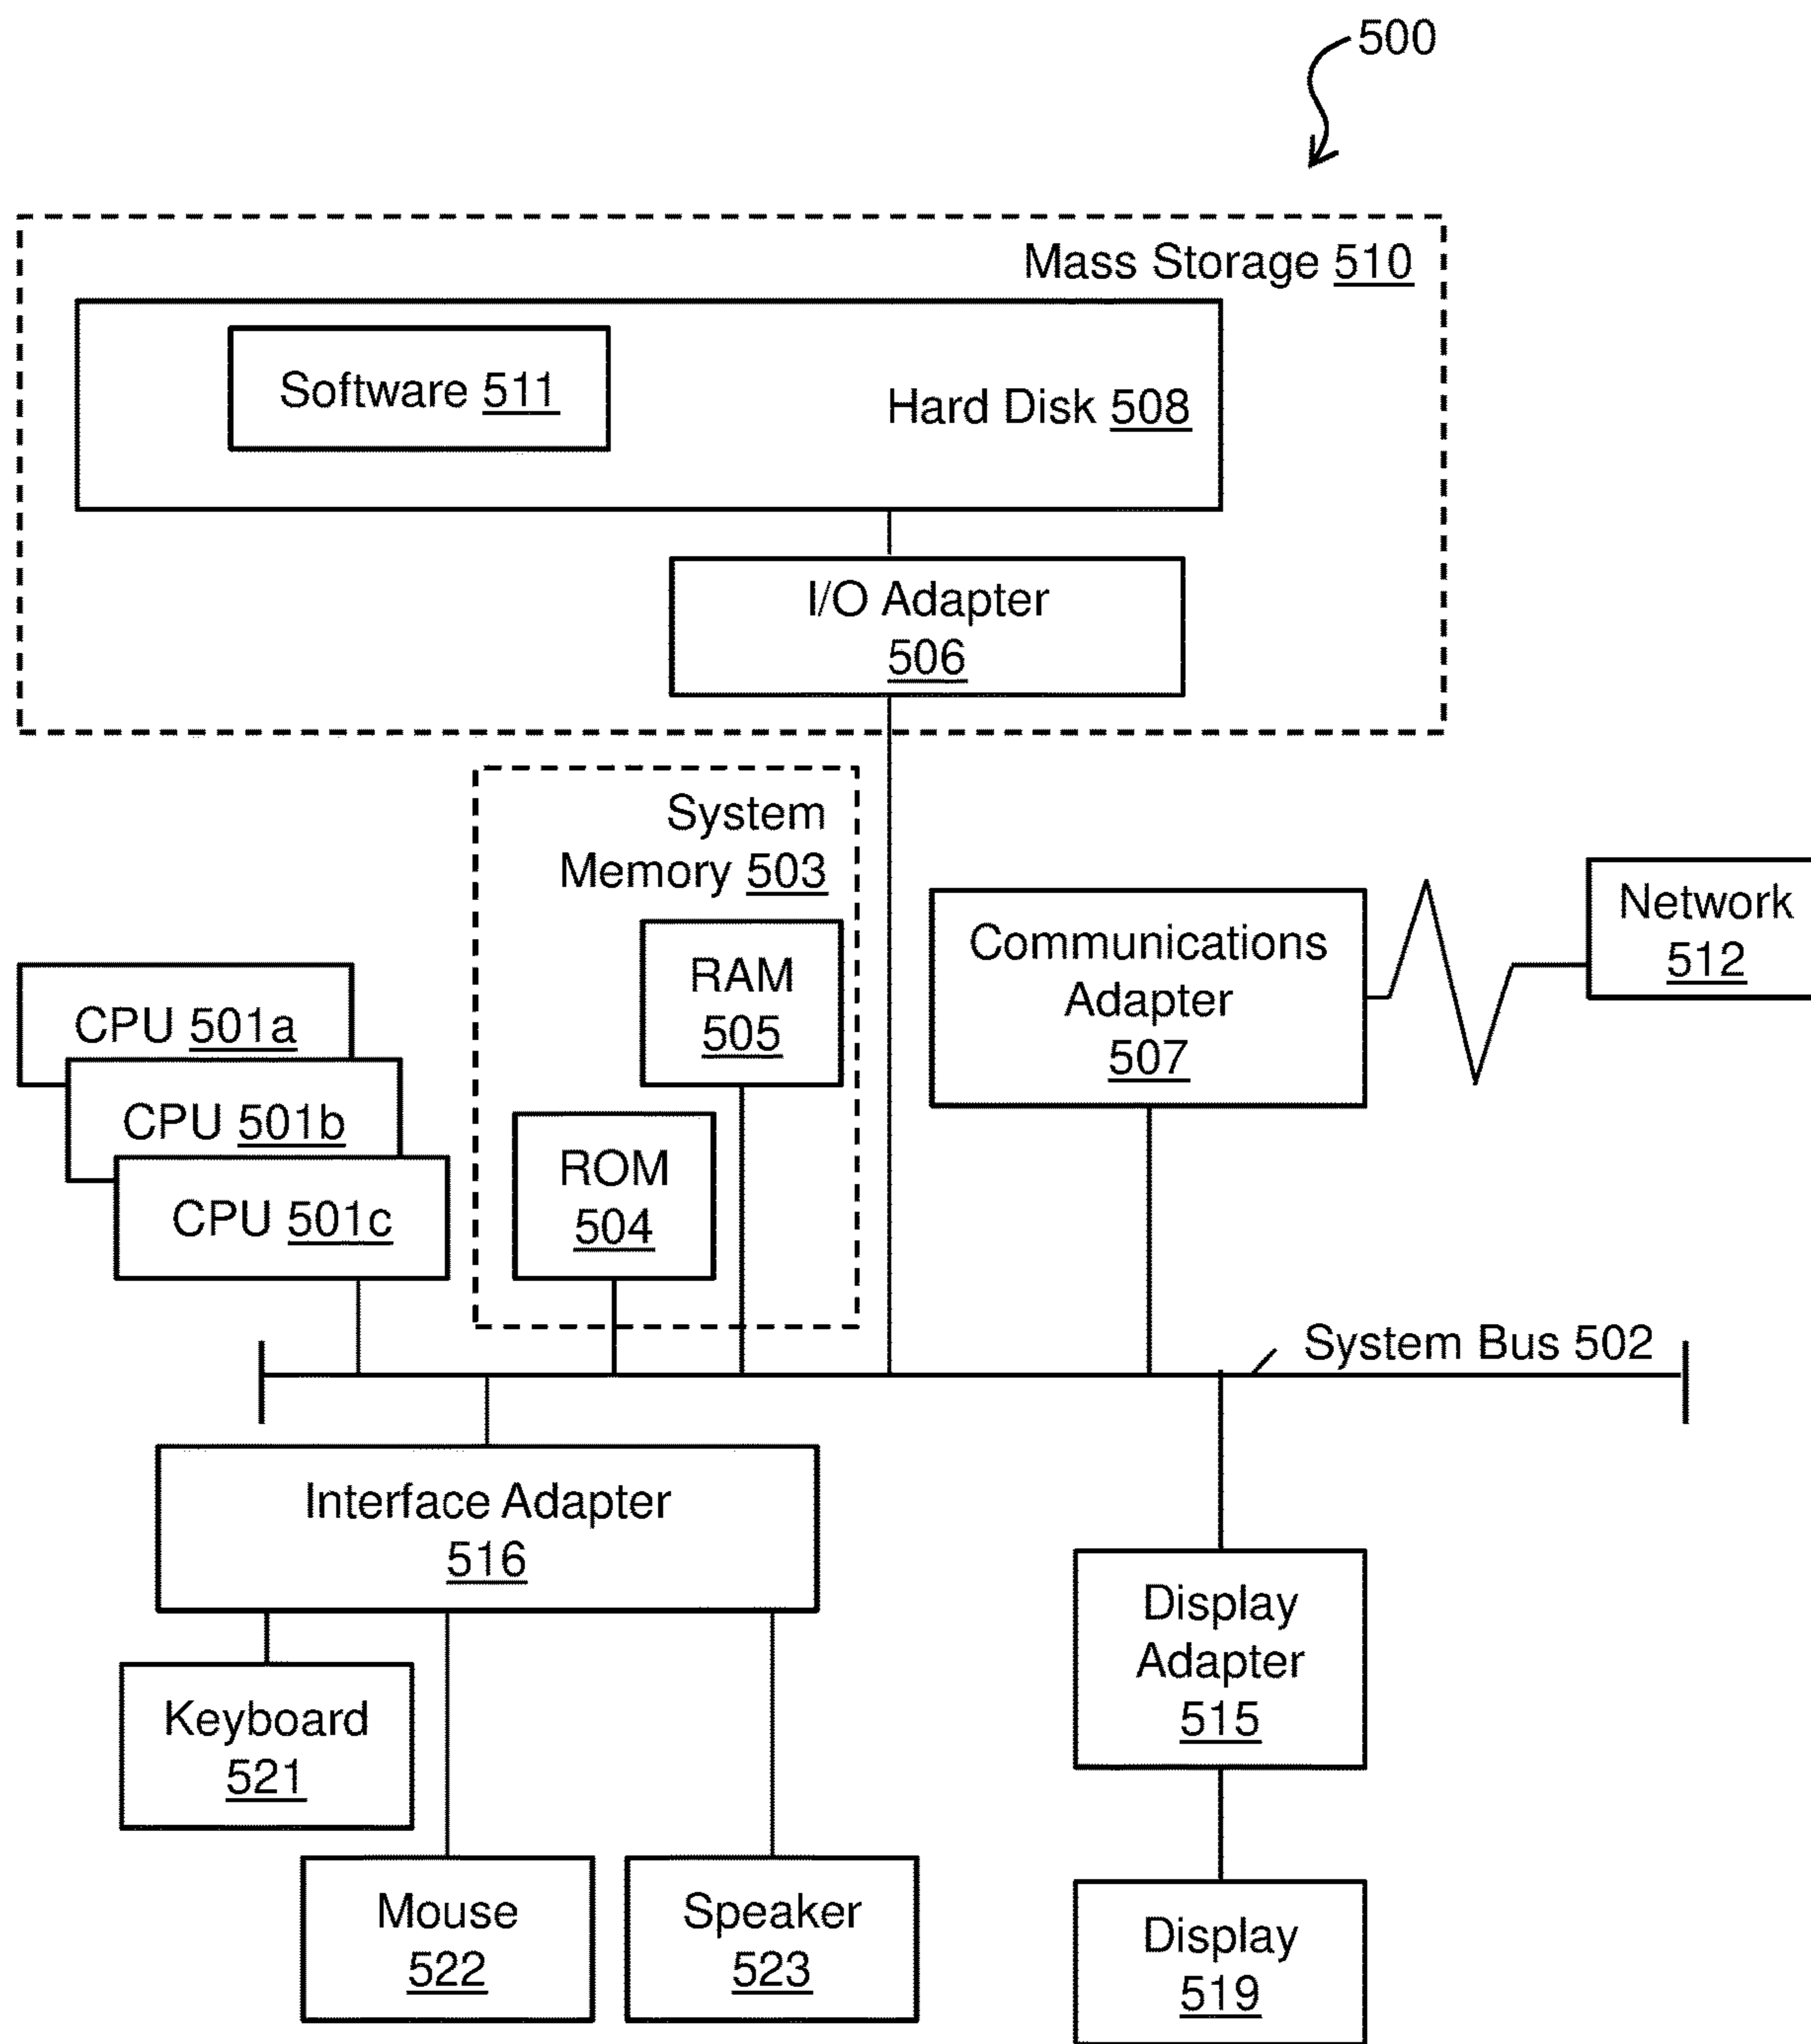 500
Mass Storage 510
Software 511
Hard Disk 508
I/O Adapter
506
System
Memory 503
RAM
505
ROM
504
Communications
Adapter
507
Network
512
CPU 501a
CPU 501b
CPU 501c
System Bus 502
Interface Adapter
516
Keyboard
521
Mouse
522
Speaker
523
Display
Adapter
515
Display
519